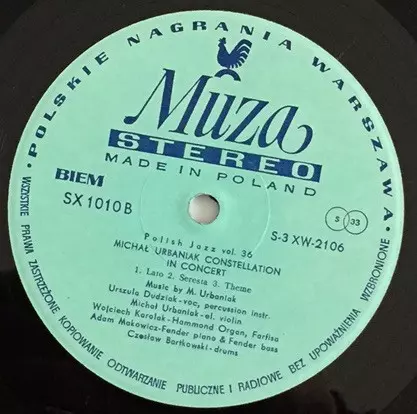 • POLSKIE NAGRANIA WARSZAWA •
Muza
STEREO
MADE IN POLAND
BIEM
SX 1010 B
S 33
S-3 XW-2106
Polish Jazz vol. 36
MICHAŁ URBANIAK CONSTELLATION
IN CONCERT
1. Lato 2. Seresta 3. Theme
Music by M. Urbaniak
Urszula Dudziak-voc, percussion instr.
Michał Urbaniak-el. violin
Wojciech Karolak-Hammond Organ, Farfisa
Adam Makowicz-Fender piano & Fender bass
Czesław Bartkowski-drums
WSZYSTKIE PRAWA ZASTRZEŻONE KOPIOWANIE ODTWARZANIE PUBLICZNE I RADIOWE BEZ UPOWAŻNIENIA WZBRONIONE